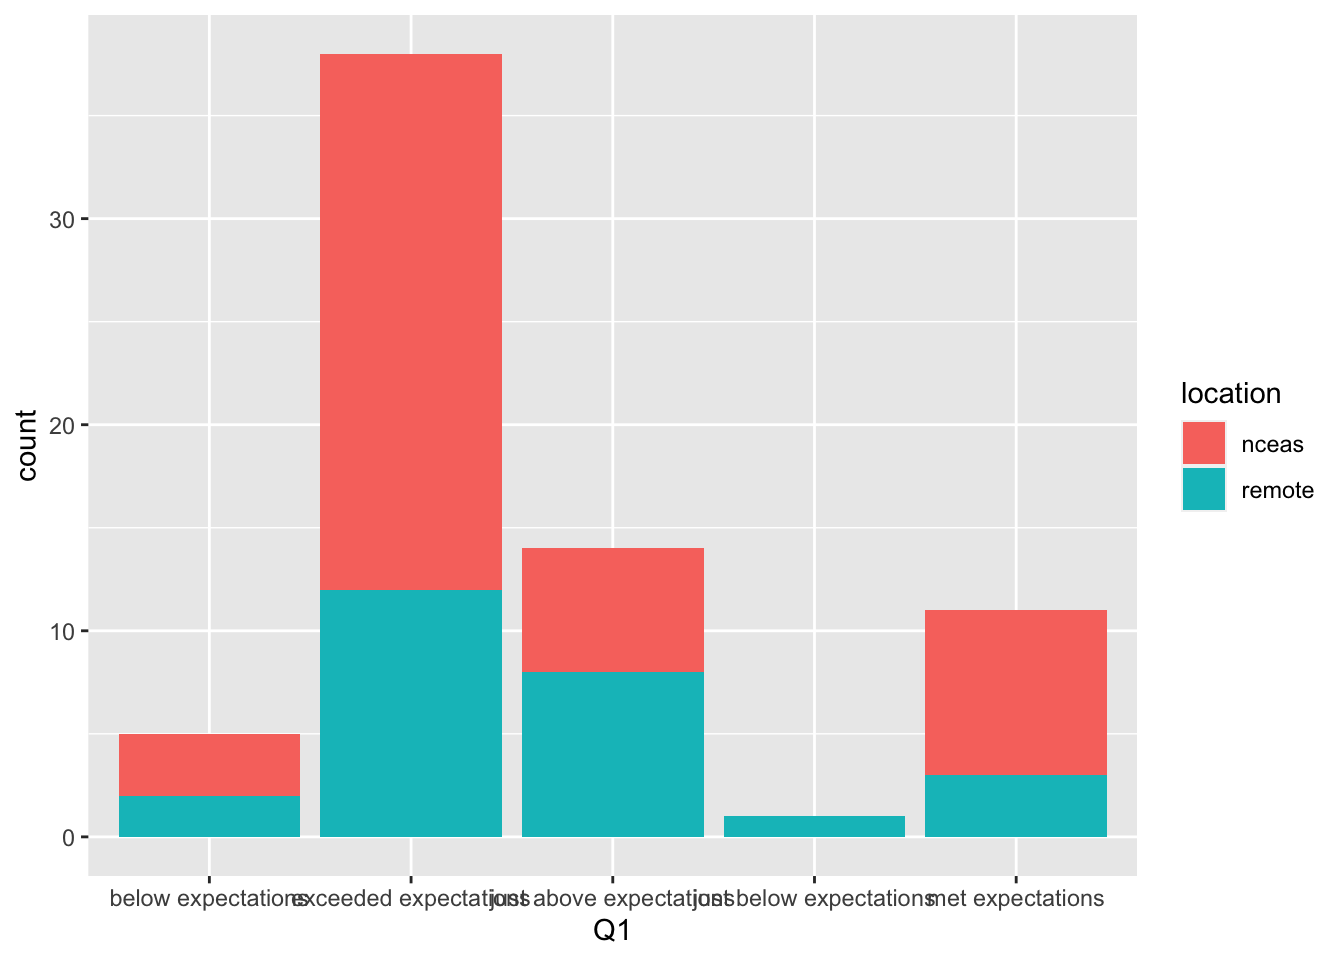 30
20
10
0
count
below expectations exceeded expectations just above expectations just below expectations met expectations
Q1
location
nceas
remote